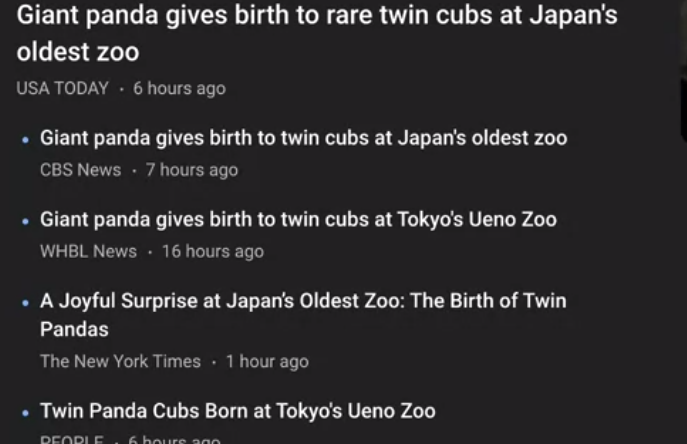 Giant panda gives birth to rare twin cubs at Japan's
oldest zoo
USA TODAY · 6 hours ago
• Giant panda gives birth to twin cubs at Japan's oldest zoo
CBS News · 7 hours ago
• Giant panda gives birth to twin cubs at Tokyo's Ueno Zoo
WHBL News · 16 hours ago
• A Joyful Surprise at Japan's Oldest Zoo: The Birth of Twin
Pandas
The New York Times · 1 hour ago
• Twin Panda Cubs Born at Tokyo's Ueno Zoo
PEOPLE · 6 hours ago